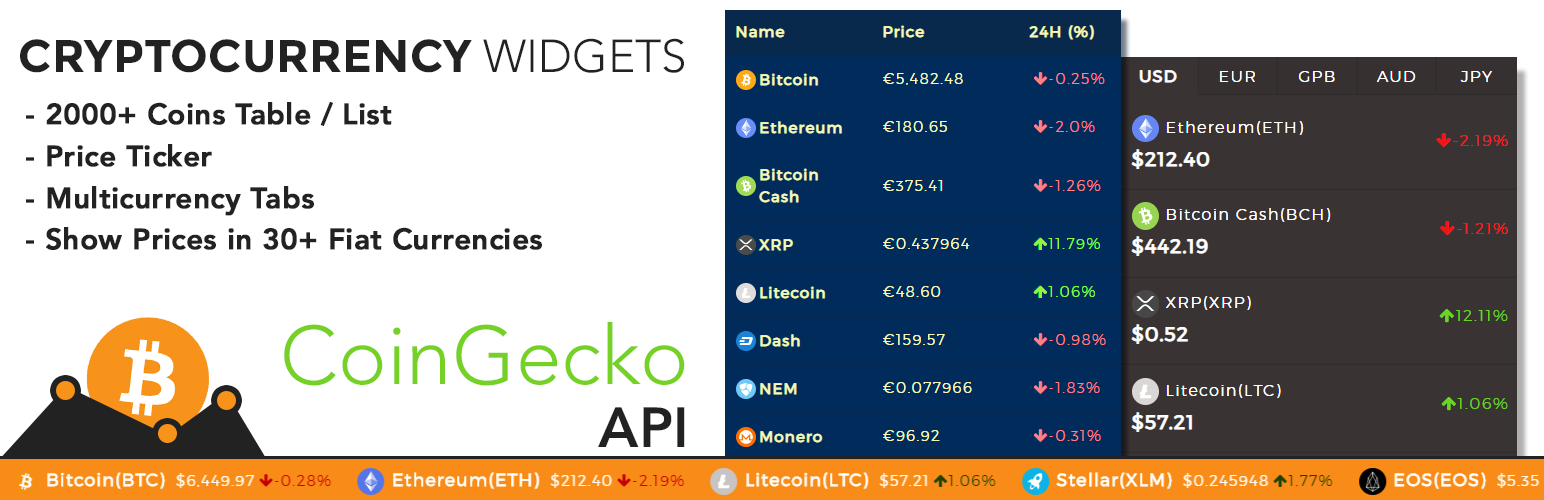 CRYPTOCURRENCY WIDGETS
- 2000+ Coins Table / List
- Price Ticker
- Multicurrency Tabs
- Show Prices in 30+ Fiat Currencies
CoinGecko
API
Name Price 24H (%)
Bitcoin €5,482.48 -0.25%
Ethereum €180.65 -2.0%
Bitcoin
Cash €375.41 -1.26%
XRP €0.437964 11.79%
Litecoin €48.60 1.06%
Dash €159.57 -0.98%
NEM €0.077966 -1.83%
Monero €96.92 -0.31%
USD EUR GPB AUD JPY
Ethereum(ETH)
$212.40 -2.19%
Bitcoin Cash(BCH)
$442.19 -1.21%
XRP(XRP)
$0.52 12.11%
Litecoin(LTC)
$57.21 1.06%
Bitcoin(BTC) $6,449.97 -0.28% Ethereum(ETH) $212.40 -2.19% Litecoin(LTC) $57.21 1.06% Stellar(XLM) $0.245948 1.77% EOS(EOS) $5.35